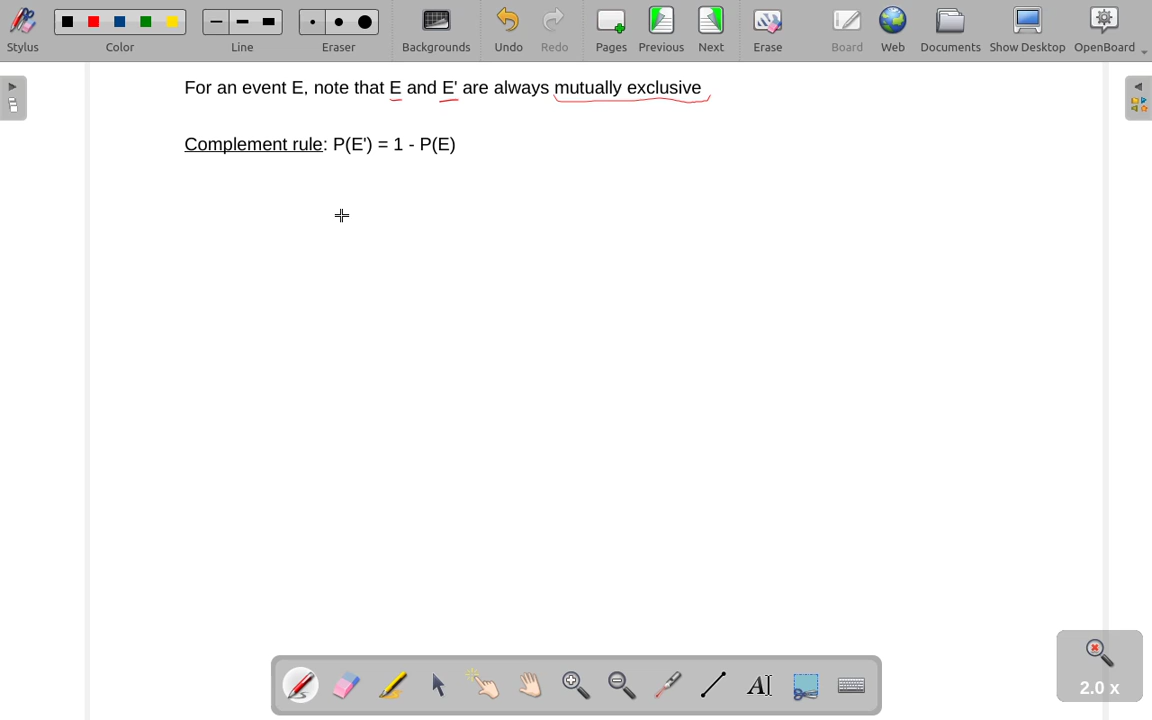 Stylus Color Line Eraser Backgrounds Undo Redo Pages Previous Next Erase Board Web Documents Show Desktop OpenBoard
For an event E, note that E and E' are always mutually exclusive
Complement rule: P(E') = 1 - P(E)
2.0 x